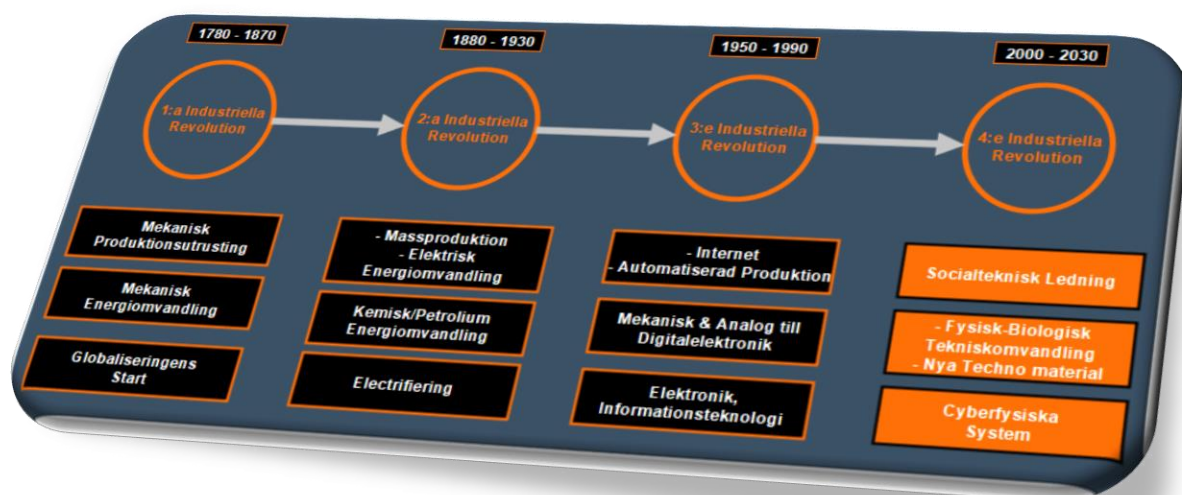 1780 - 1870
1880 - 1930
1950 - 1990
2000 - 2030
1:a Industriella
Revolution
2:a Industriella
Revolution
3:e Industriella
Revolution
4:e Industriella
Revolution
Mekanisk
Produktionsutrusting
Mekanisk
Energiomvandling
Globaliseringens
Start
- Massproduktion
- Elektrisk
Energiomvandling
Kemisk/Petrolium
Energiomvandling
Electrifiering
- Internet
- Automatiserad Produktion
Mekanisk & Analog till
Digitalelektronik
Elektronik,
Informationsteknologi
Socialteknisk Ledning
- Fysisk-Biologisk
Tekniskomvandling
- Nya Techno material
Cyberfysiska
System